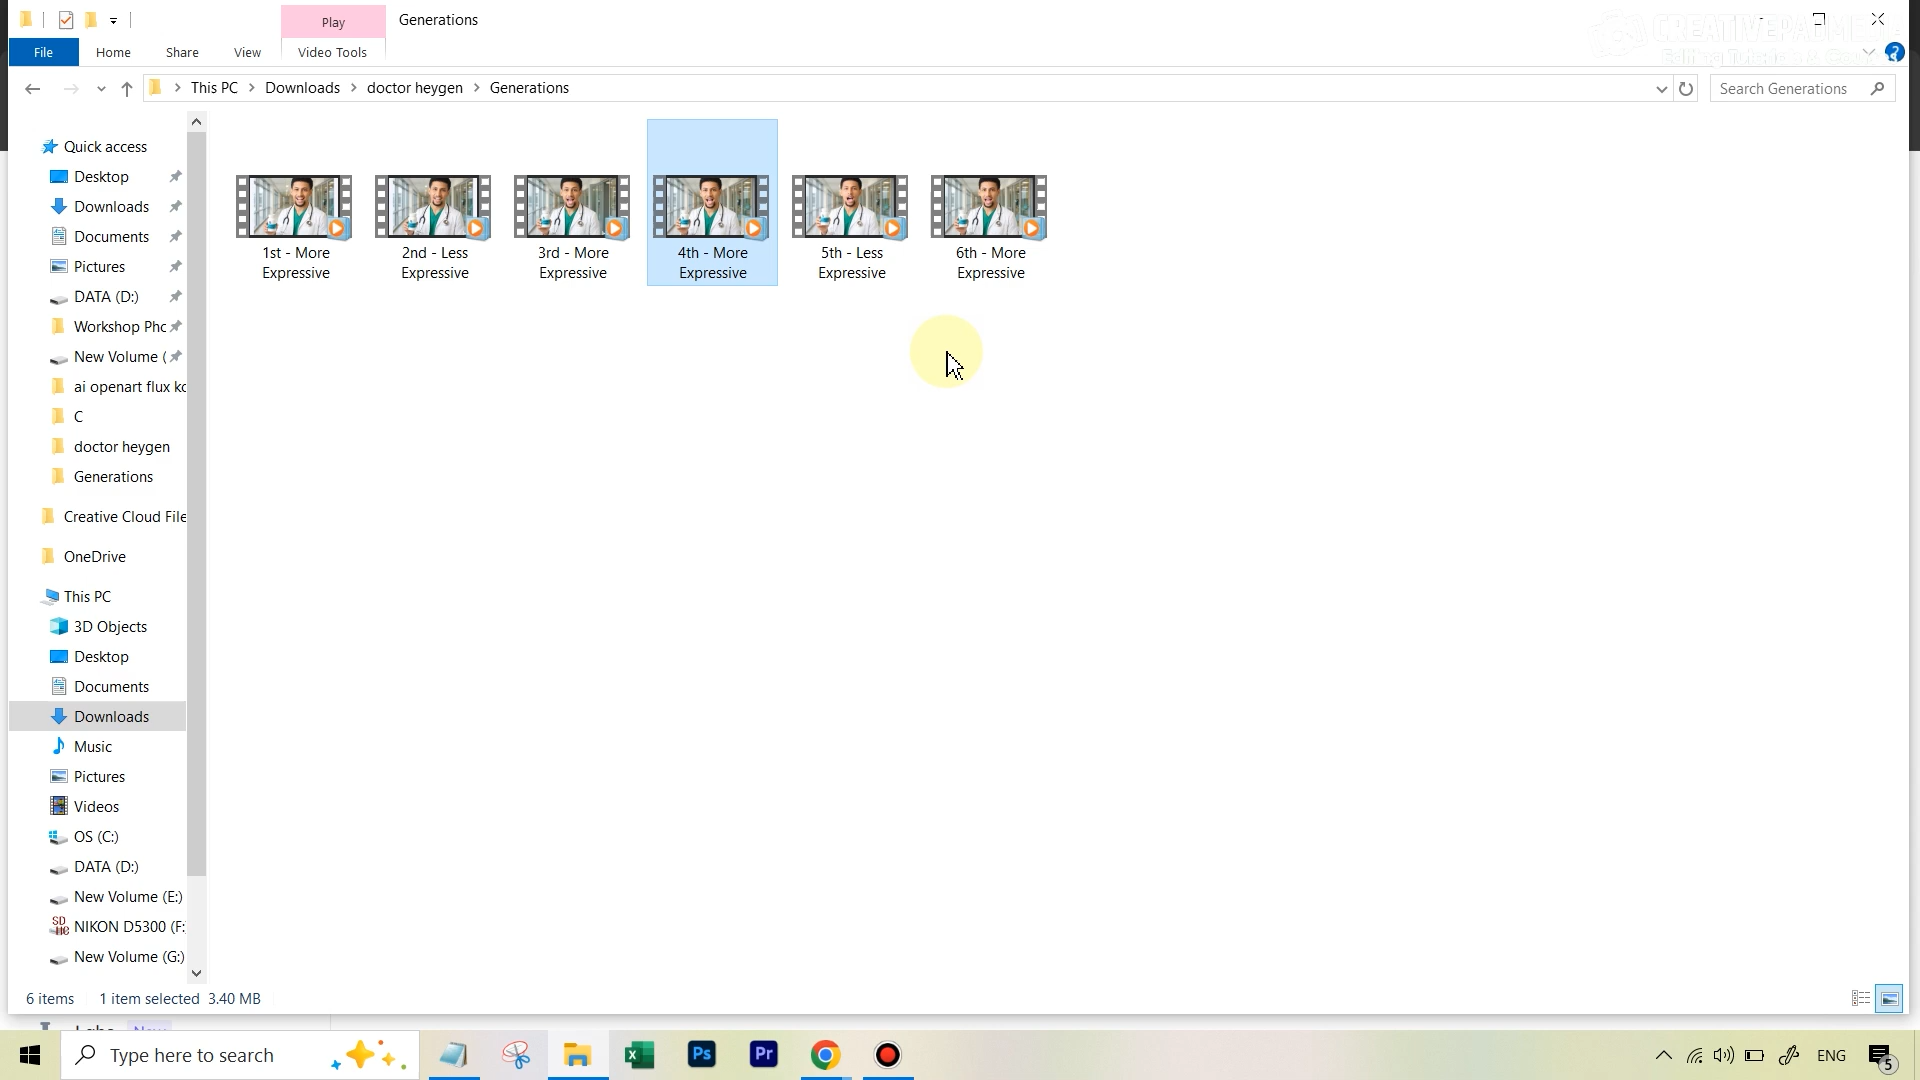 Play
Generations
CREATIVEPADMEDIA
File
Home
Share
View
Video Tools
This PC
Downloads
doctor heygen
Generations
Search Generations
Quick access
Desktop
Downloads
Documents
Pictures
DATA (D:)
Workshop Phc
New Volume (
ai openart flux kc
C
doctor heygen
Generations
Creative Cloud File
OneDrive
This PC
3D Objects
Desktop
Documents
Downloads
Music
Pictures
Videos
OS (C:)
DATA (D:)
New Volume (E:)
NIKON D5300 (F:
New Volume (G:)
1st - More
Expressive
2nd - Less
Expressive
3rd - More
Expressive
4th - More
Expressive
5th - Less
Expressive
6th - More
Expressive
6 items
1 item selected 3.40 MB
Type here to search
Ps
Pr
ENG
5